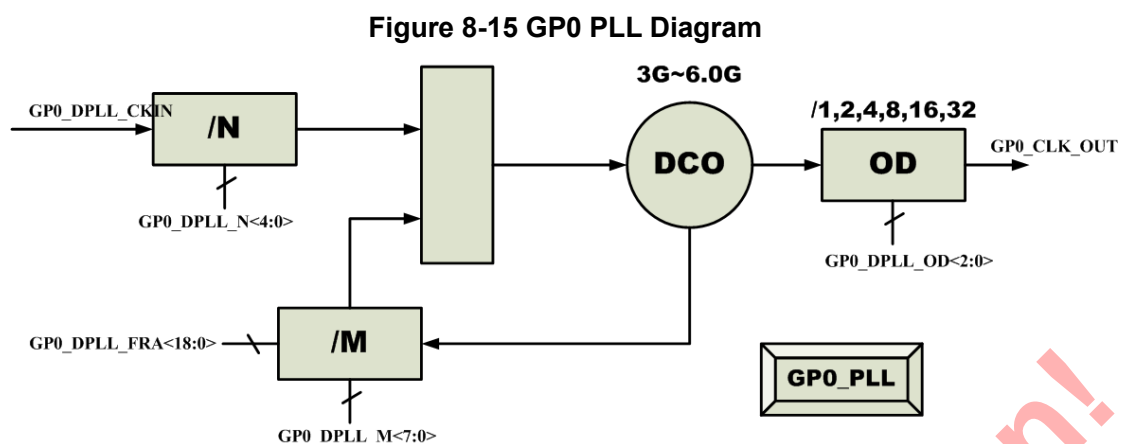 Figure 8-15 GP0 PLL Diagram
3G~6.0G
GP0_DPLL_CKIN
/N
/1,2,4,8,16,32
DCO
OD
GP0_CLK_OUT
GP0_DPLL_N<4:0>
GP0_DPLL_OD<2:0>
GP0_DPLL_FRA<18:0>
/M
GP0_PLL
GP0_DPLL_M<7:0>
n!